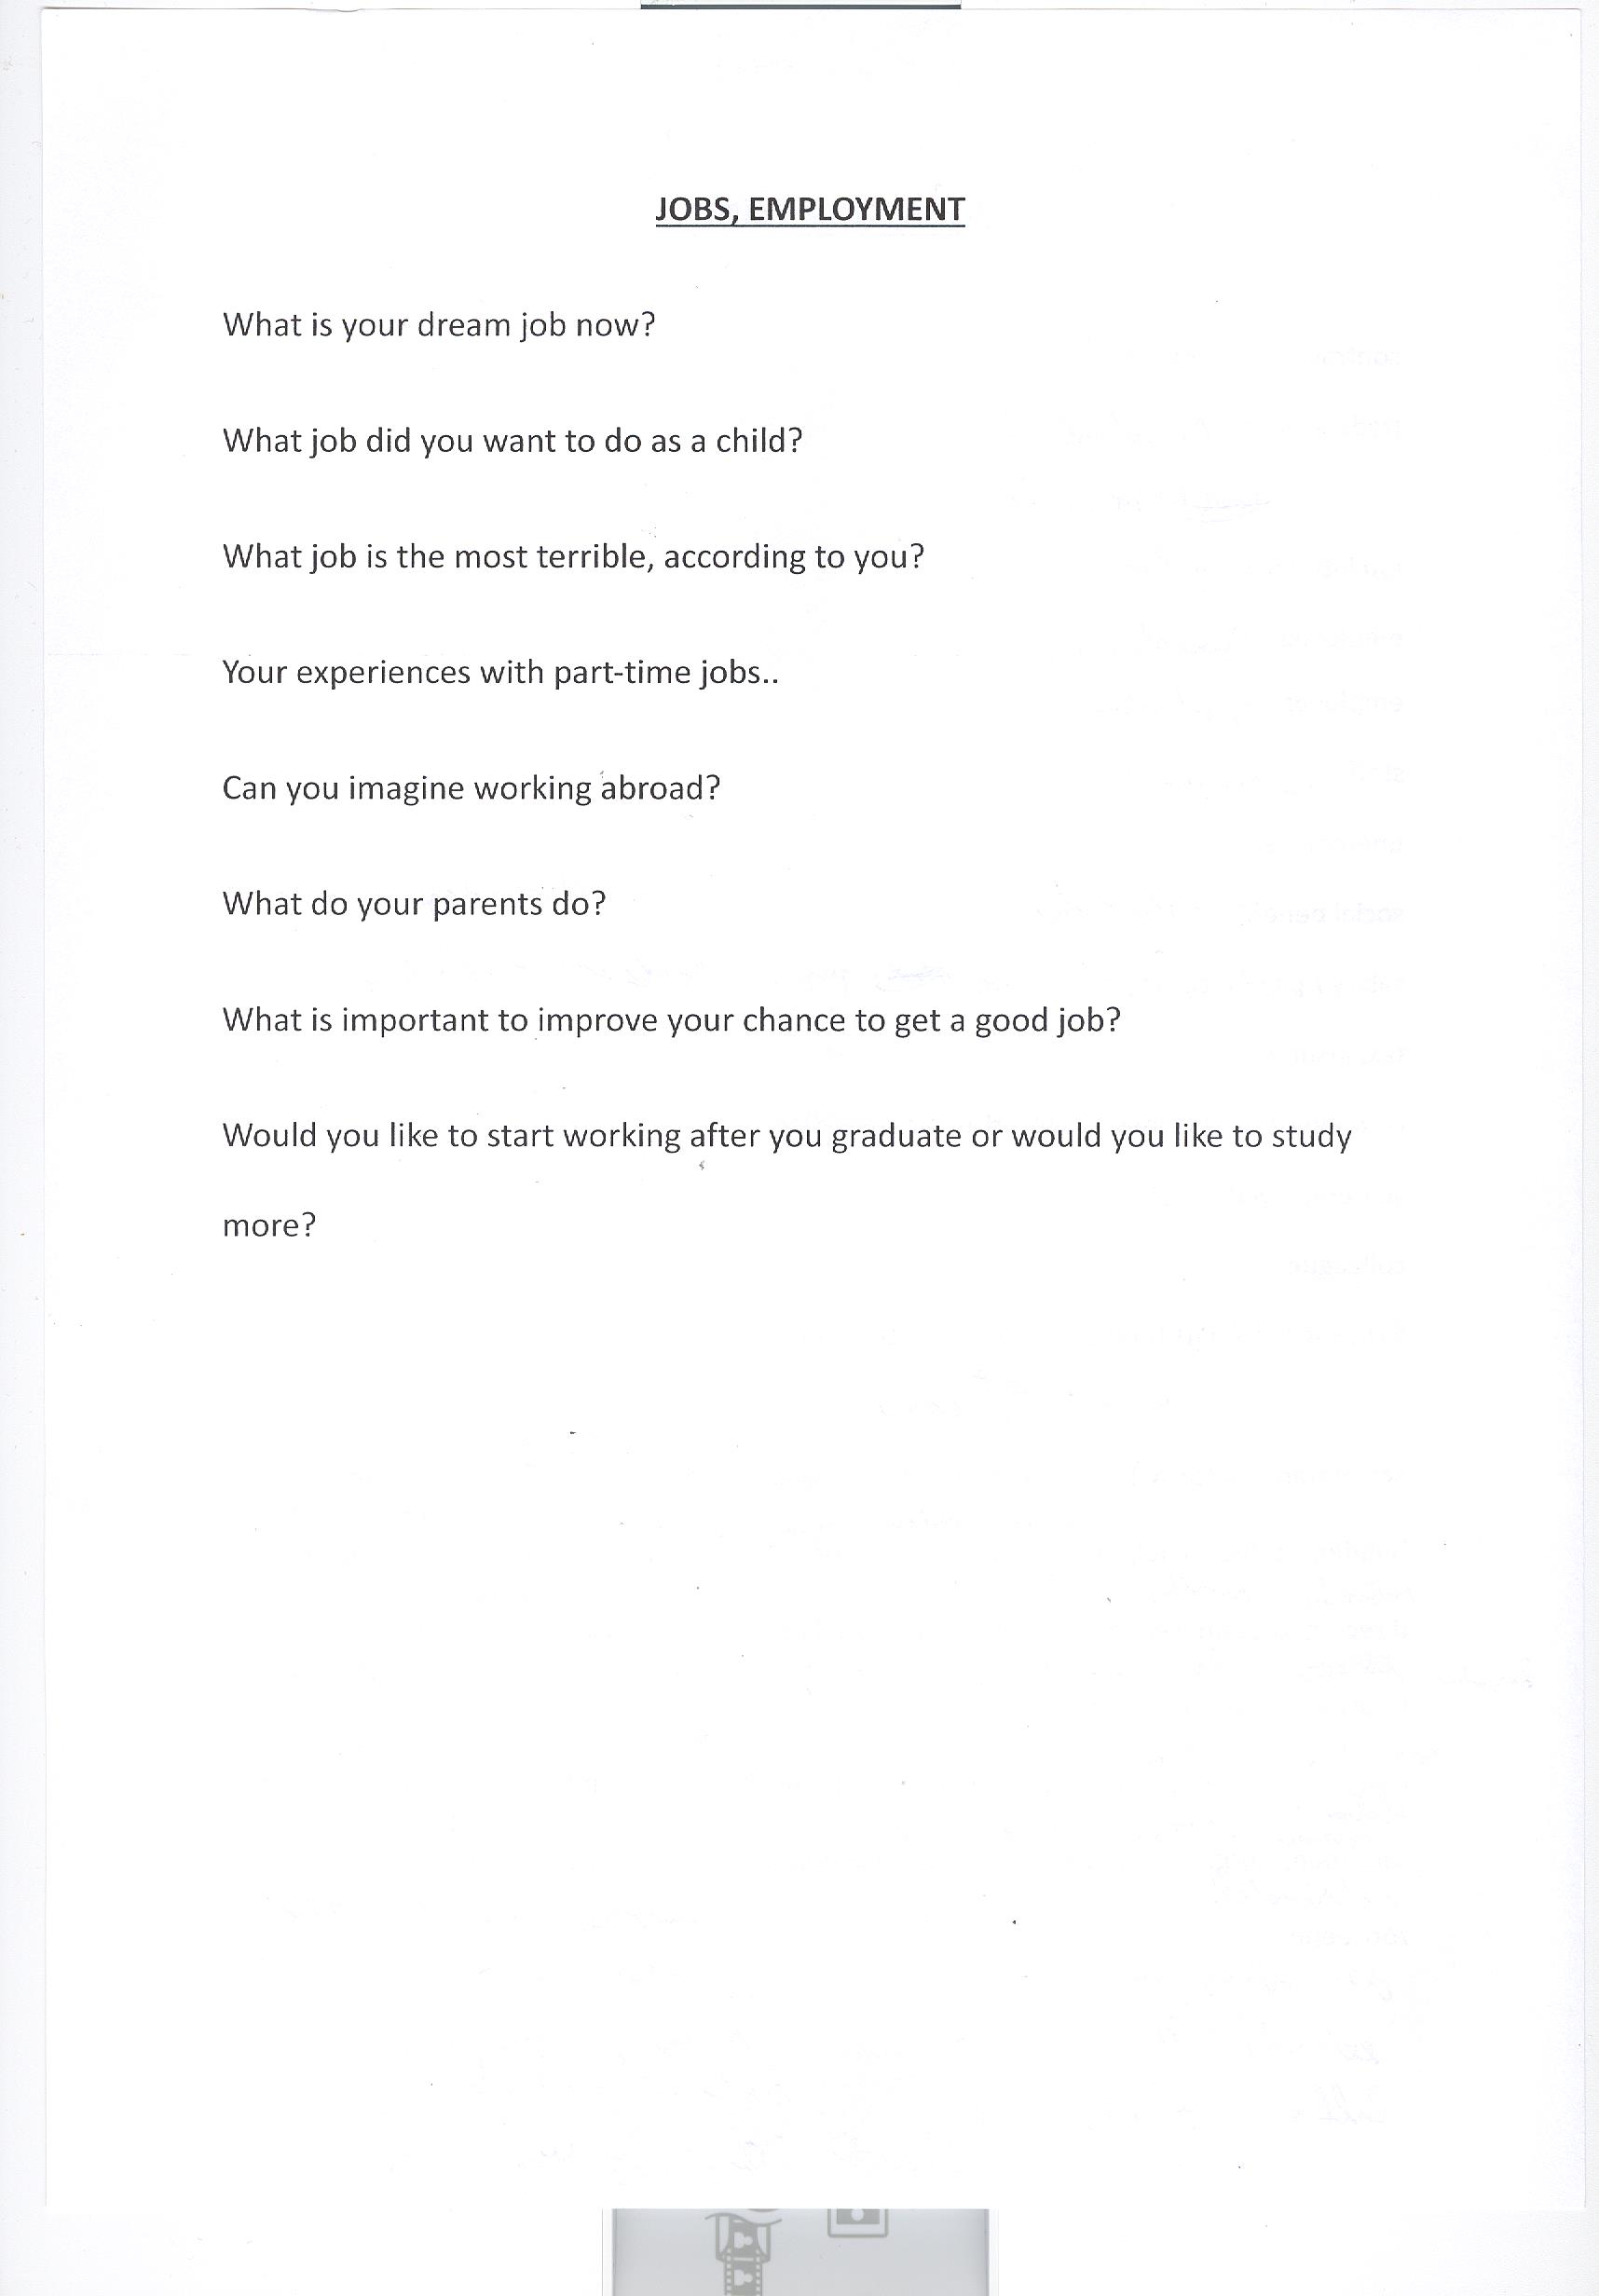 JOBS, EMPLOYMENT
What is your dream job now?
What job did you want to do as a child?
What job is the most terrible, according to you?
Your experiences with part-time jobs..
Can you imagine working abroad?
What do your parents do?
What is important to improve your chance to get a good job?
Would you like to start working after you graduate or would you like to study
more?